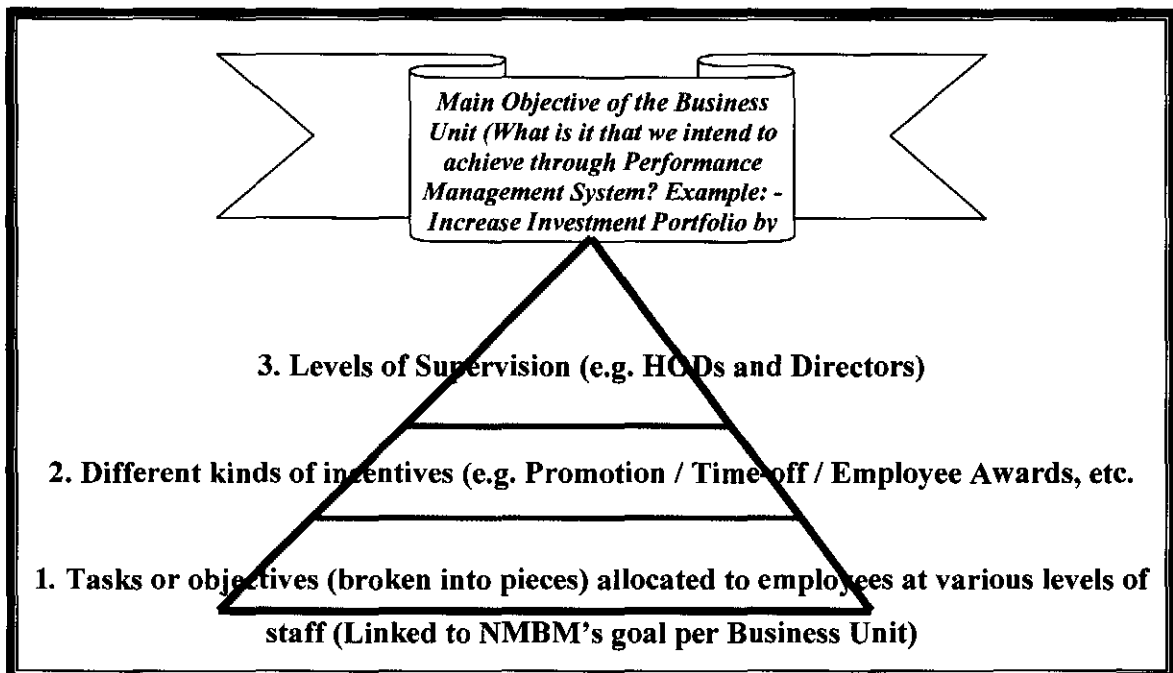 Main Objective of the Business
Unit (What is it that we intend to
achieve through Performance
Management System? Example: -
Increase Investment Portfolio by
3. Levels of Supervision (e.g. HODs and Directors)
2. Different kinds of incentives (e.g. Promotion / Time-off / Employee Awards, etc.
1. Tasks or objectives (broken into pieces) allocated to employees at various levels of
staff (Linked to NMBM's goal per Business Unit)